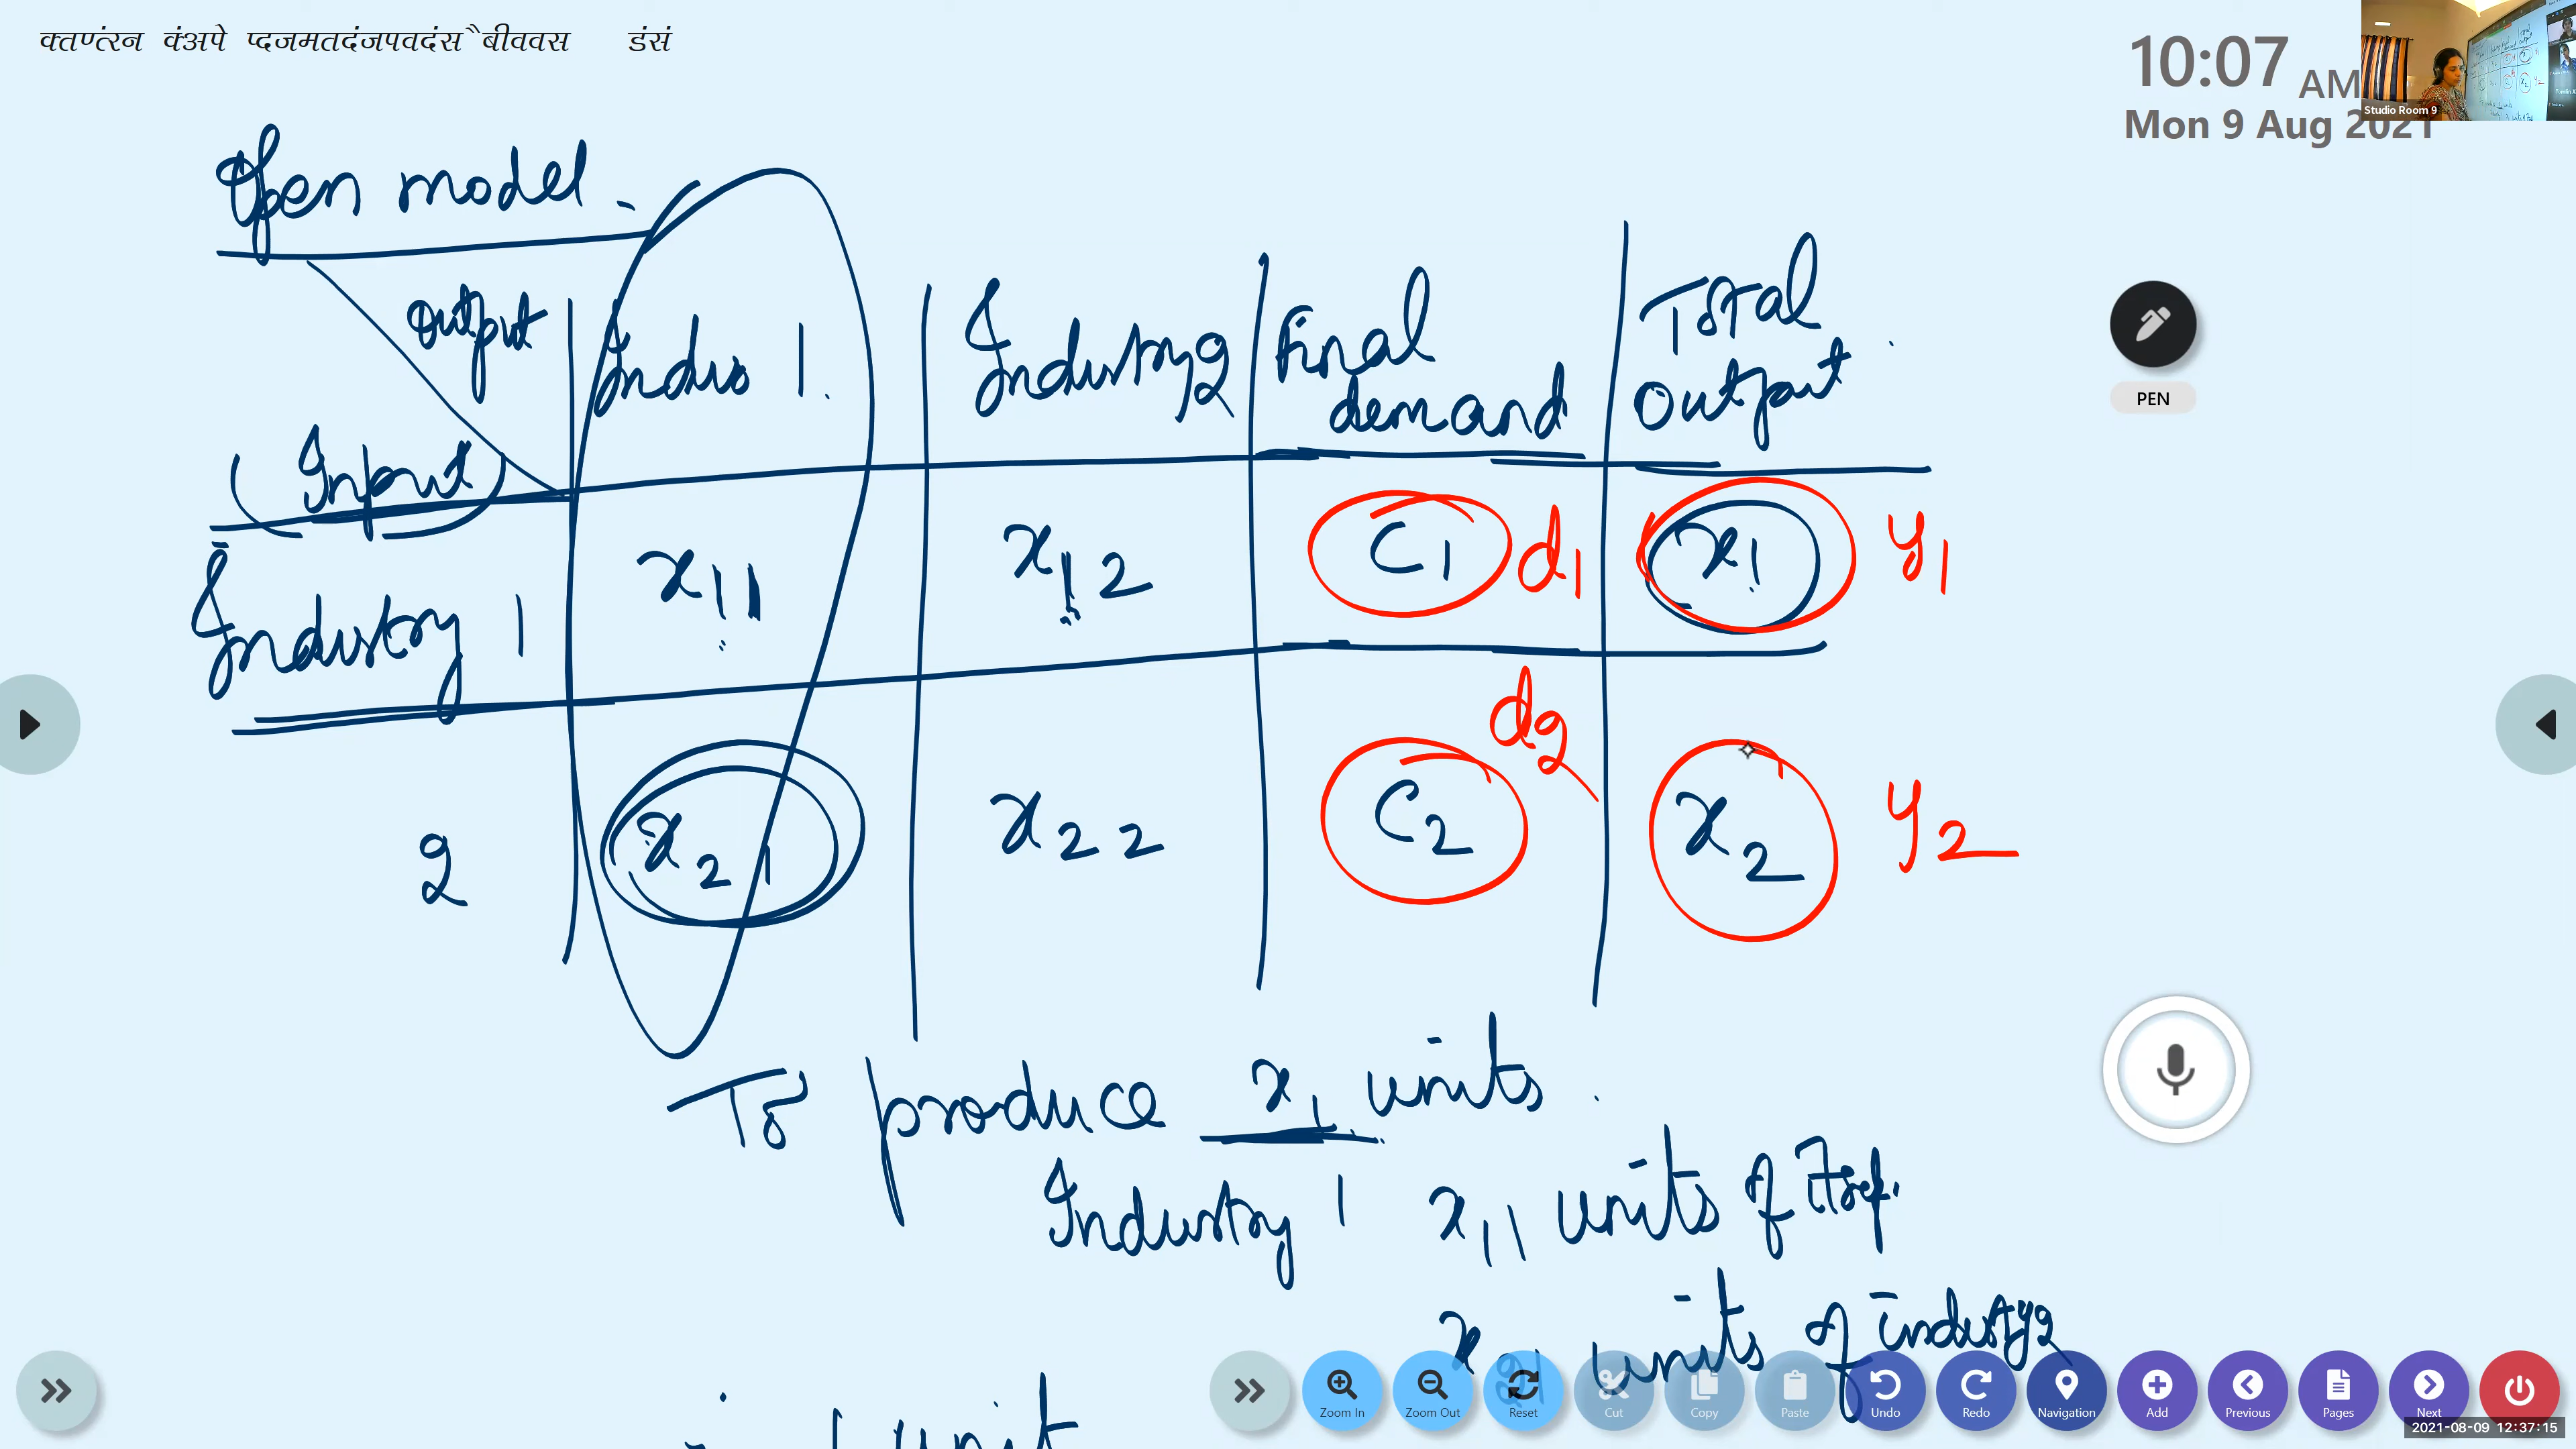 क्तण्त्ंरन क्ंअपे प्दजमतदंजपवदंस ैबीववस डंसं
10:07 AM
Mon 9 Aug 2021
Studio Room 9
Open model
output Indus 1. Industry 2 Final demand Total output
PEN
(Input)
Industry 1 x11 x12 C1 d1 x1 y1
2 x21 x22 C2 d2 x2 y2
To produce x1 units.
Industry 1 x11 units of itself.
x21 units of industry 2
1 unit
Zoom In Zoom Out Reset Cut Copy Paste Undo Redo Navigation Add Previous Pages Next
2021-08-09 12:37:15